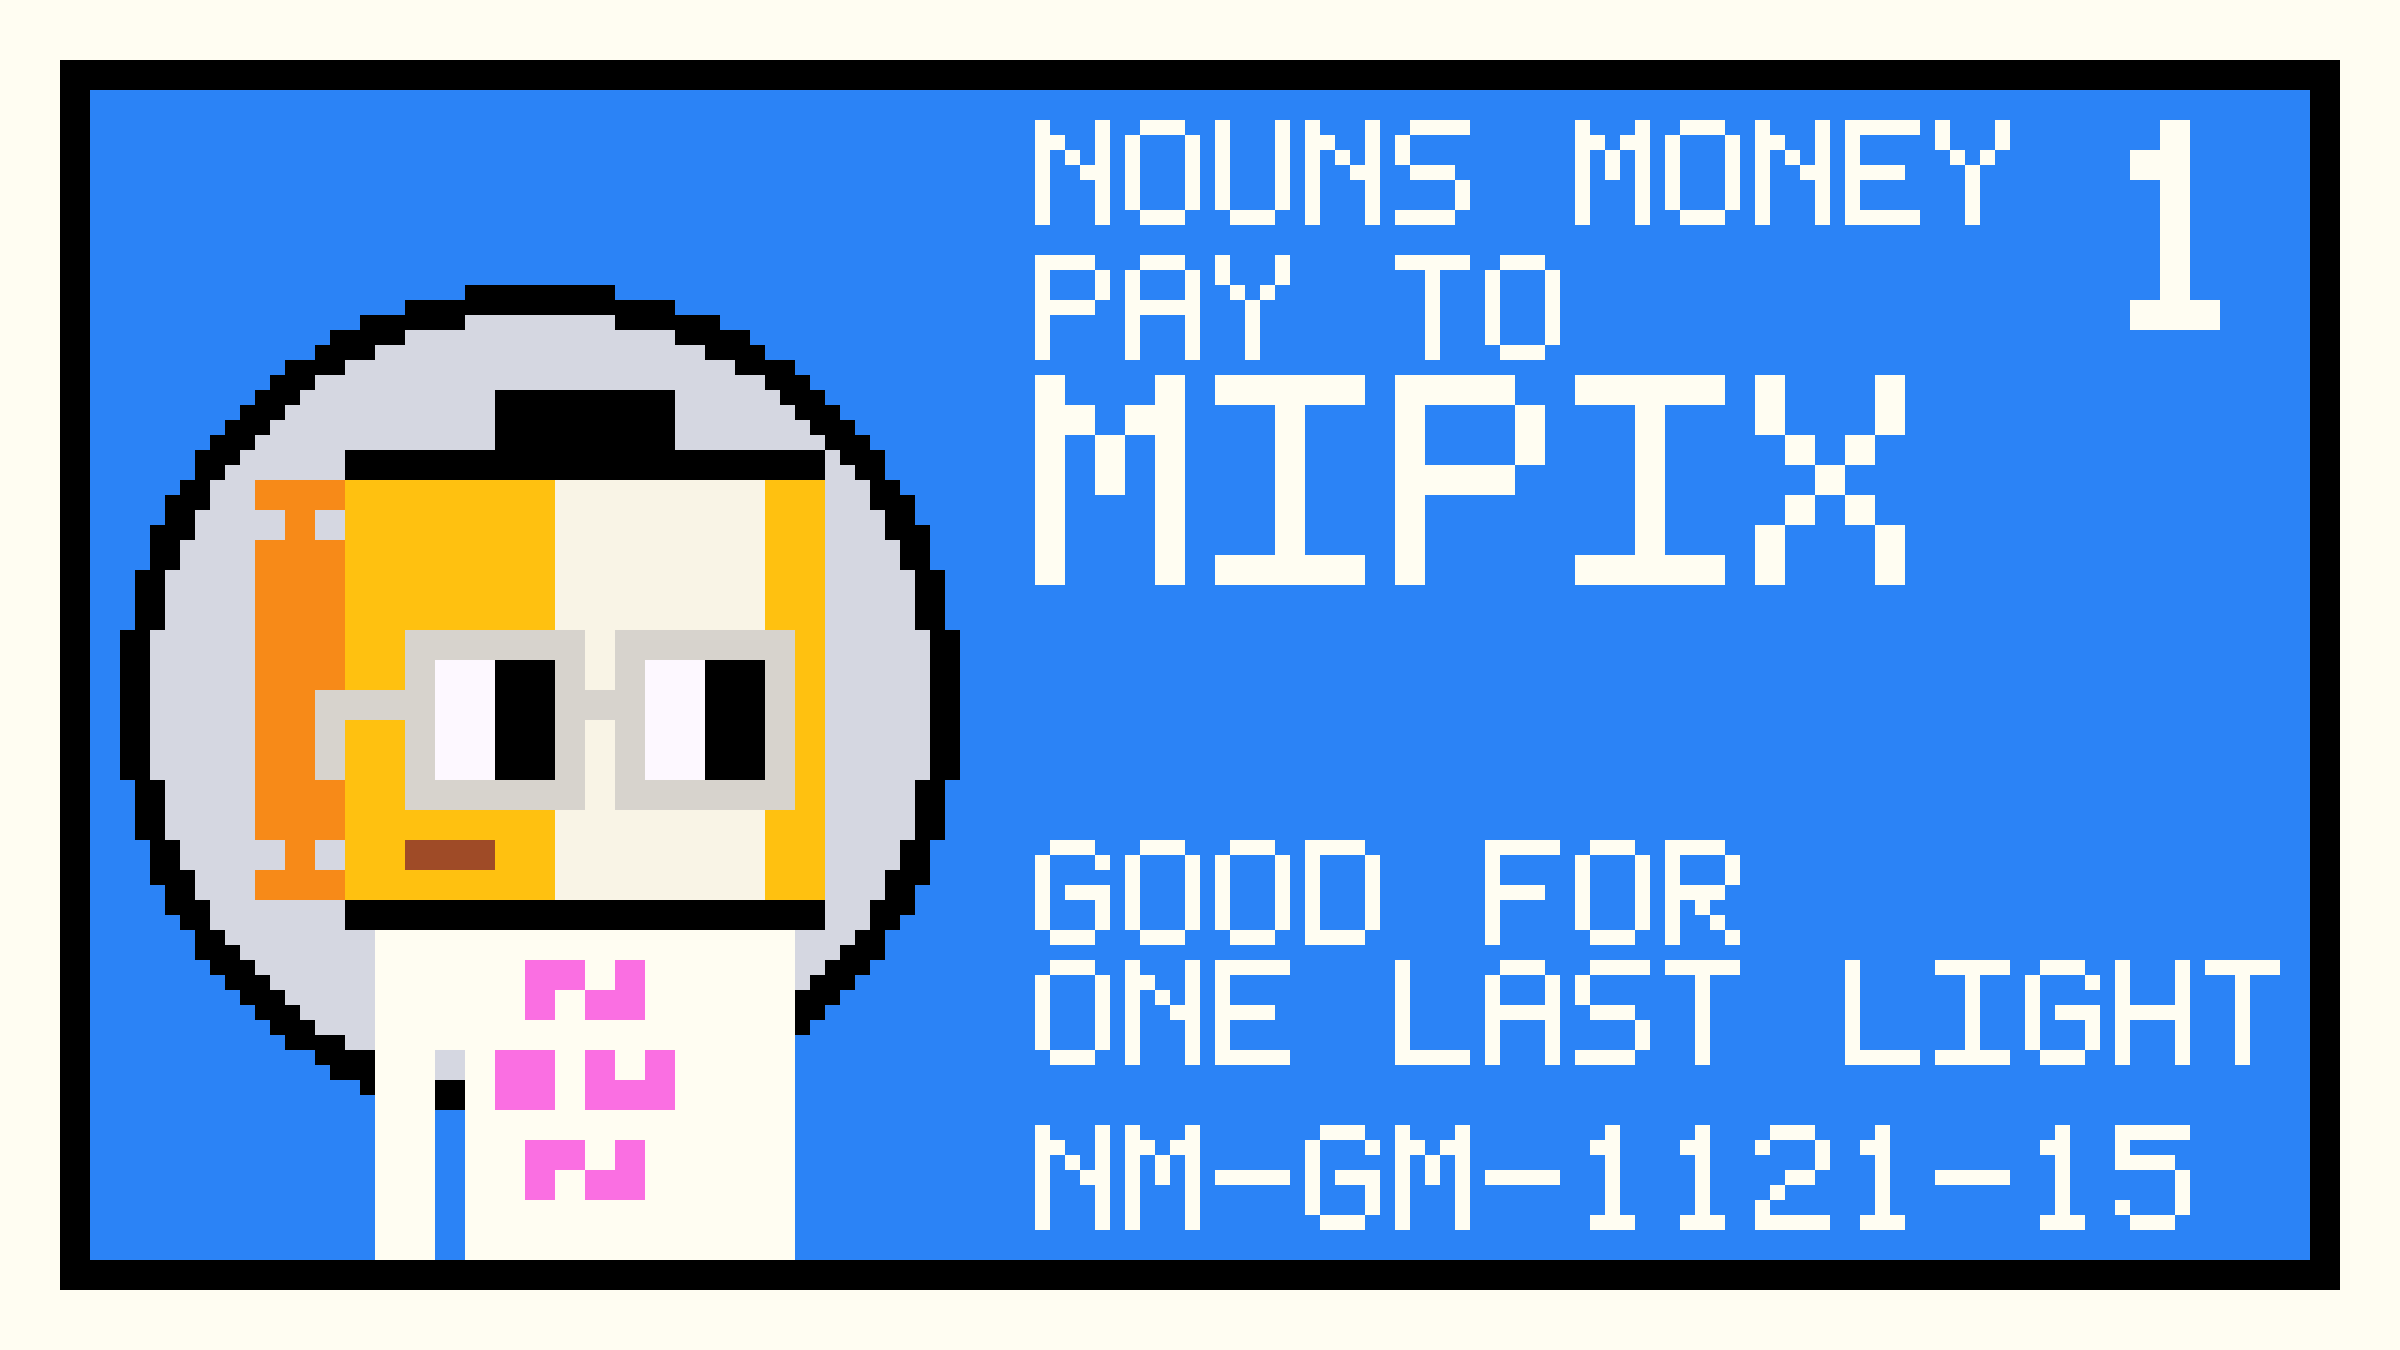 NOUNS MONEY 1
PAY TO
MIPIX
GOOD FOR
ONE LAST LIGHT
NM-GM-1121-15